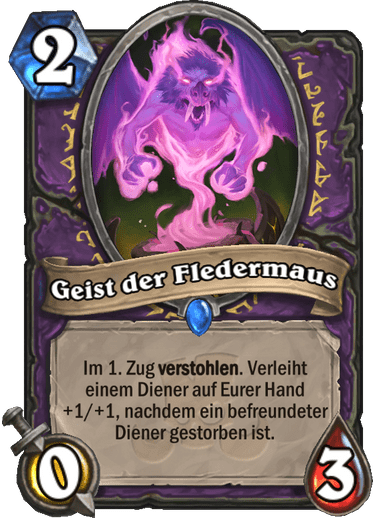 2
Geist der Fledermaus
Im 1. Zug verstohlen. Verleiht
einem Diener auf Eurer Hand
+1/+1, nachdem ein befreundeter
Diener gestorben ist.
0
3